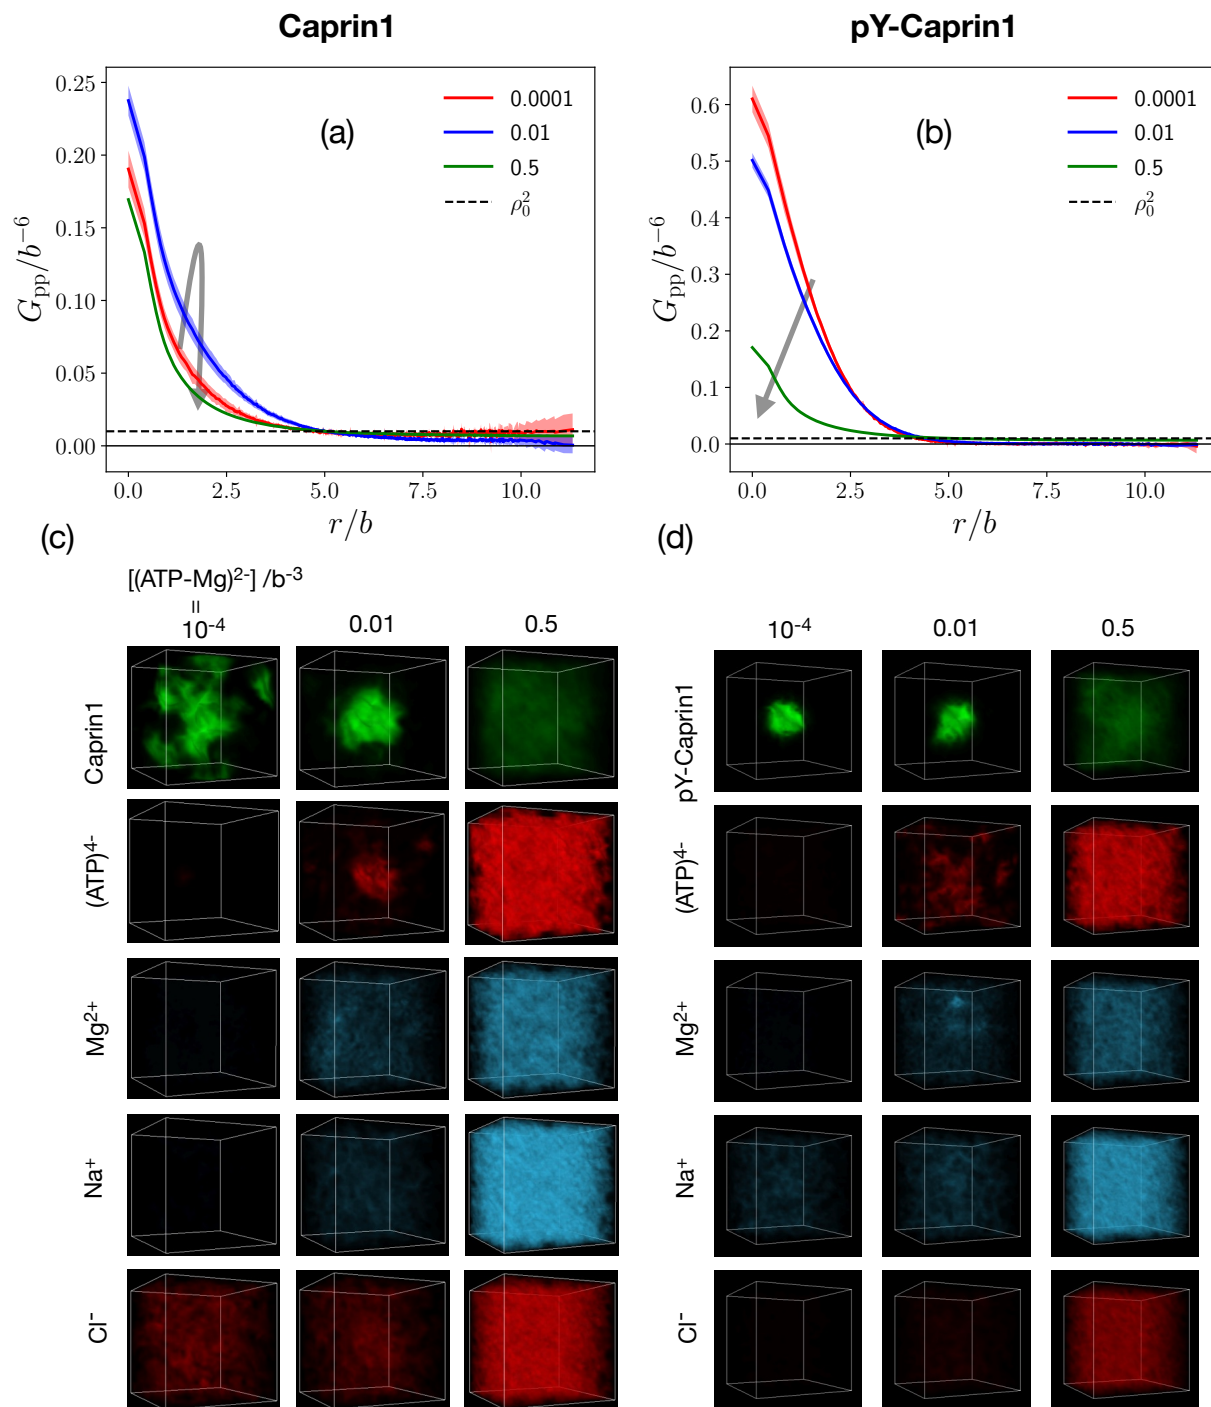 Caprin1
pY-Caprin1
(a)
0.0001
0.01
0.5
ρ₀²
G_pp/b⁻⁶
0.25
0.20
0.15
0.10
0.05
0.00
0.0 2.5 5.0 7.5 10.0
r/b
(b)
0.0001
0.01
0.5
ρ₀²
G_pp/b⁻⁶
0.6
0.5
0.4
0.3
0.2
0.1
0.0
0.0 2.5 5.0 7.5 10.0
r/b
(c)
[(ATP-Mg)²⁻] /b⁻³
=
10⁻⁴ 0.01 0.5
Caprin1
(ATP)⁴⁻
Mg²⁺
Na⁺
Cl⁻
(d)
10⁻⁴ 0.01 0.5
pY-Caprin1
(ATP)⁴⁻
Mg²⁺
Na⁺
Cl⁻